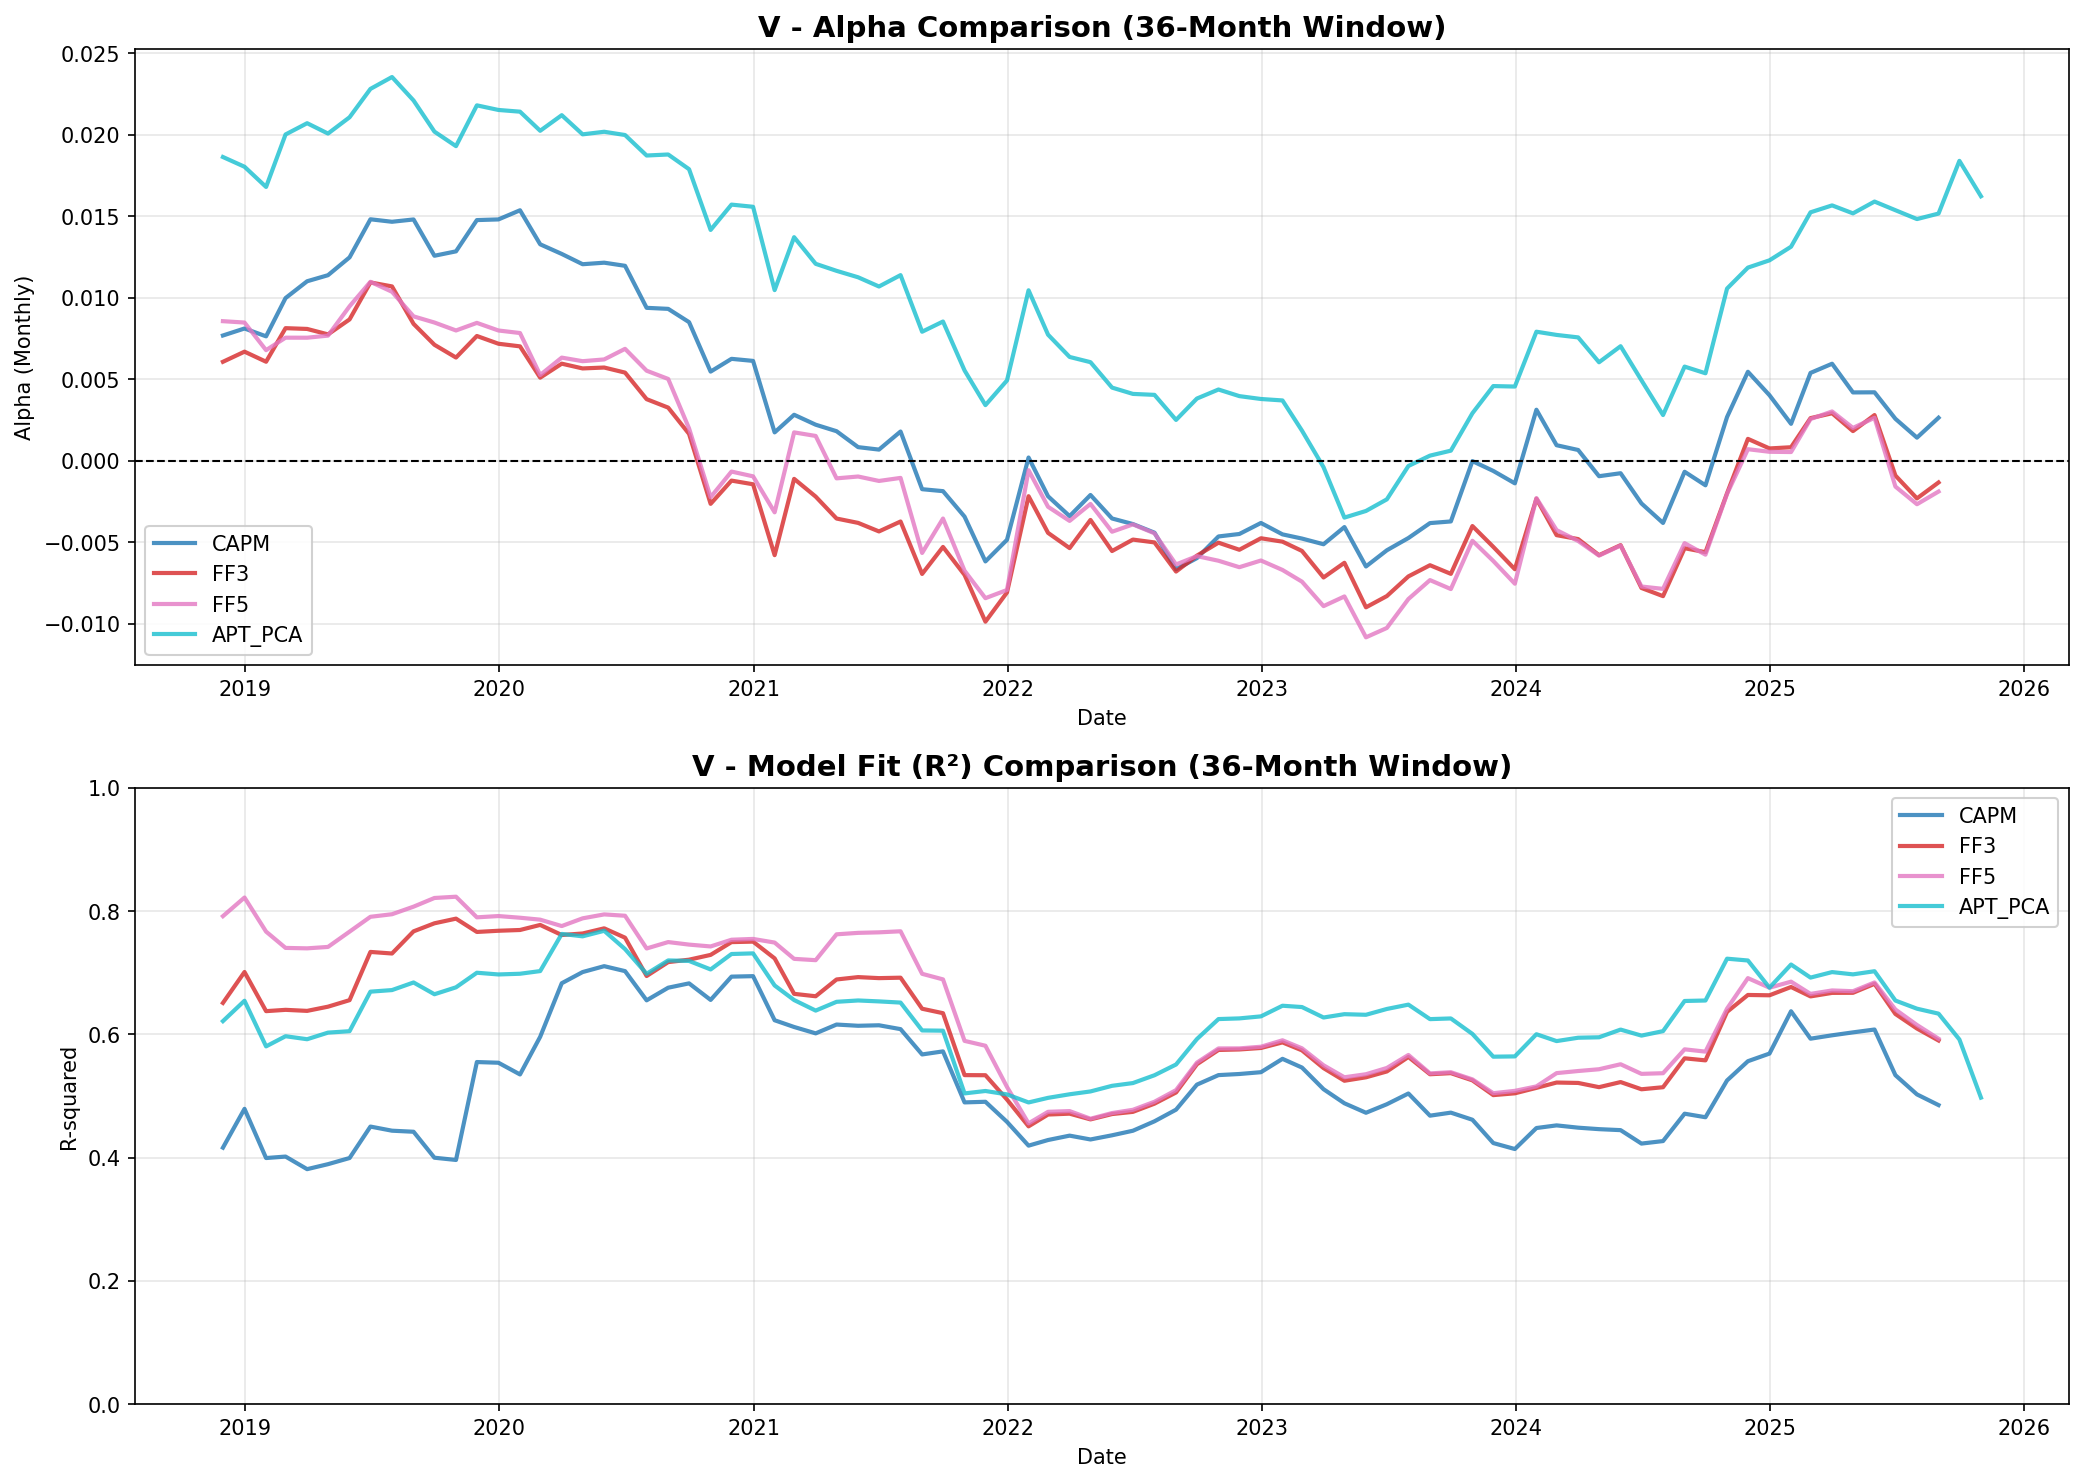 V - Alpha Comparison (36-Month Window)
Alpha (Monthly)
0.025
0.020
0.015
0.010
0.005
0.000
−0.005
−0.010
CAPM
FF3
FF5
APT_PCA
2019 2020 2021 2022 2023 2024 2025 2026
Date
V - Model Fit (R²) Comparison (36-Month Window)
R-squared
1.0
0.8
0.6
0.4
0.2
0.0
CAPM
FF3
FF5
APT_PCA
2019 2020 2021 2022 2023 2024 2025 2026
Date